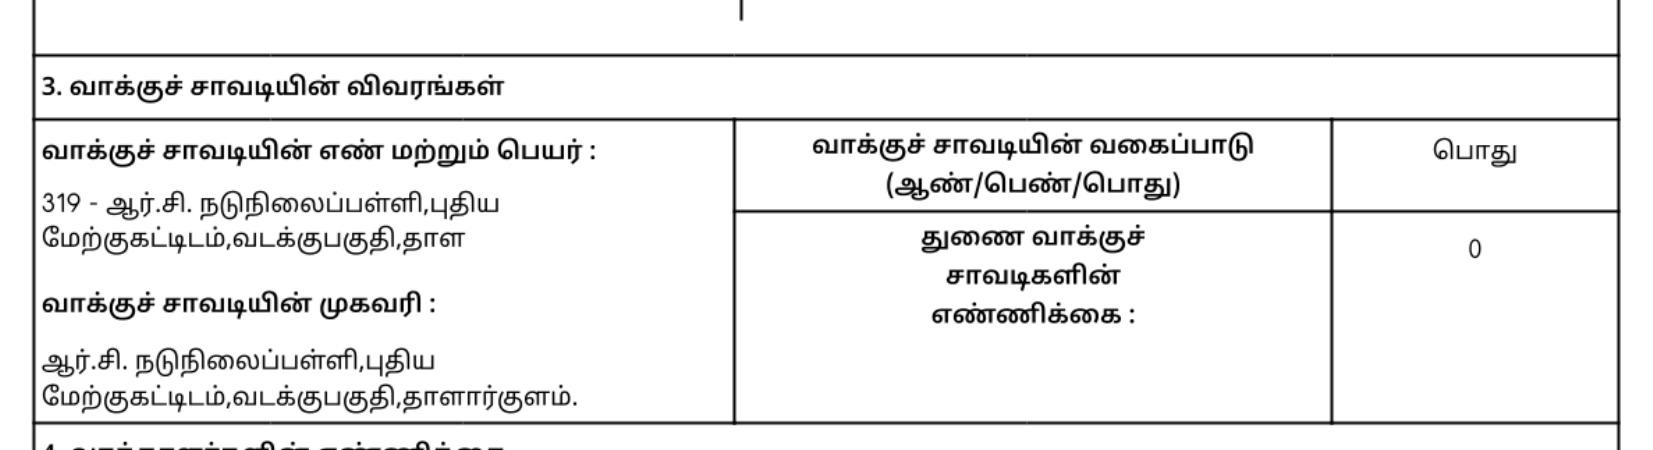 3. வாக்குச் சாவடியின் விவரங்கள்
வாக்குச் சாவடியின் எண் மற்றும் பெயர் :
319 - ஆர்.சி. நடுநிலைப்பள்ளி,புதிய
மேற்குகட்டிடம்,வடக்குபகுதி,தாள
வாக்குச் சாவடியின் முகவரி :
ஆர்.சி. நடுநிலைப்பள்ளி,புதிய
மேற்குகட்டிடம்,வடக்குபகுதி,தாளார்குளம்.
வாக்குச் சாவடியின் வகைப்பாடு
(ஆண்/பெண்/பொது)
பொது
துணை வாக்குச்
சாவடிகளின்
எண்ணிக்கை :
0